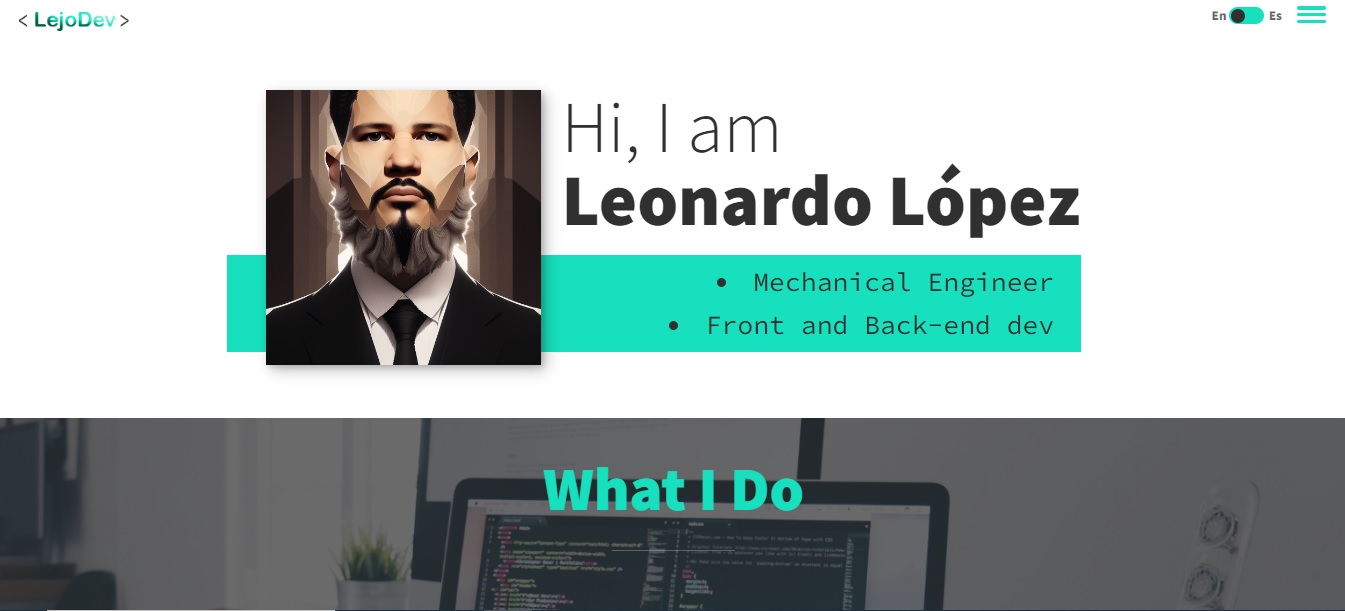 < LejoDev >
En Es
Hi, I am
Leonardo López
• Mechanical Engineer
• Front and Back-end dev
What I Do